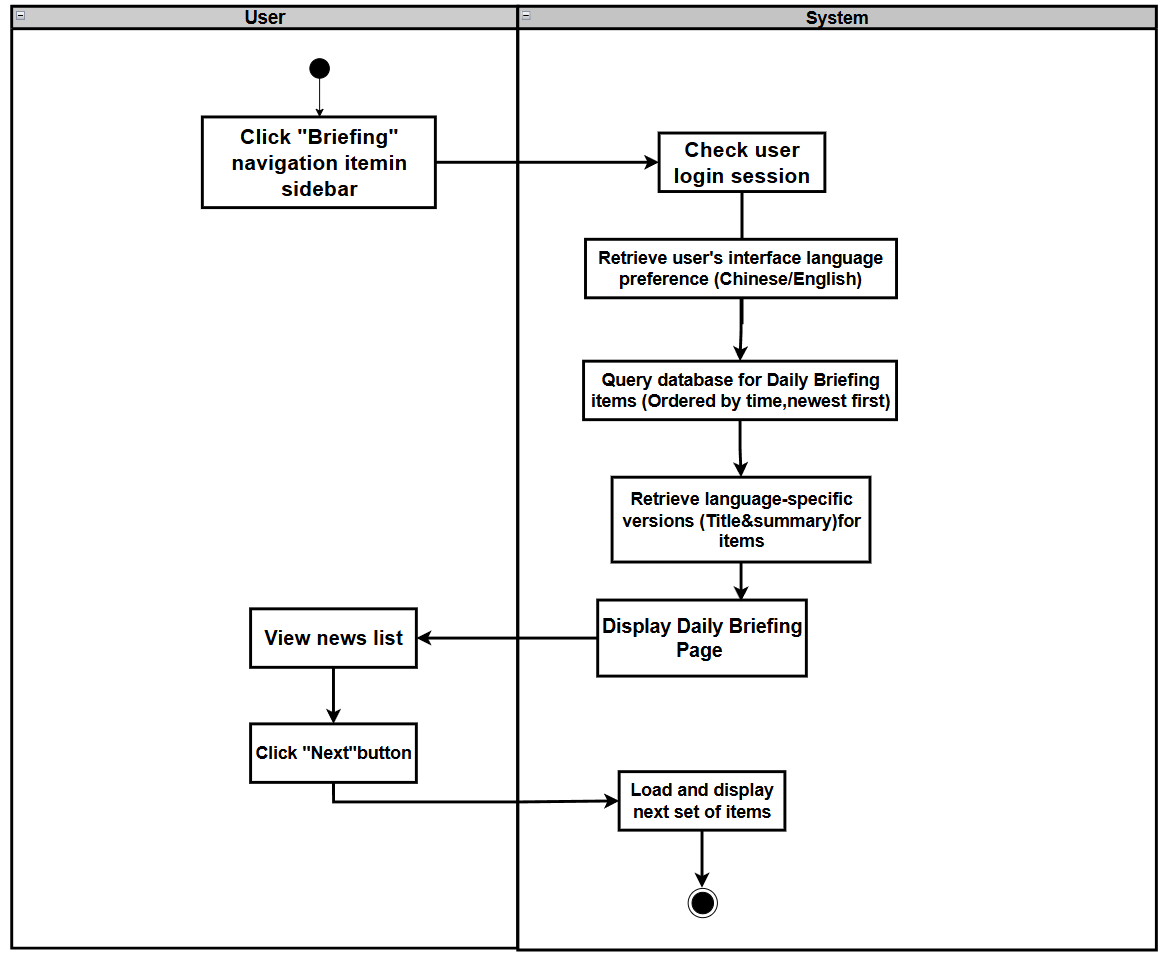 User
System
Click "Briefing"
navigation itemin
sidebar
Check user
login session
Retrieve user's interface language
preference (Chinese/English)
Query database for Daily Briefing
items (Ordered by time,newest first)
Retrieve language-specific
versions (Title&summary)for
items
Display Daily Briefing
Page
View news list
Click "Next"button
Load and display
next set of items